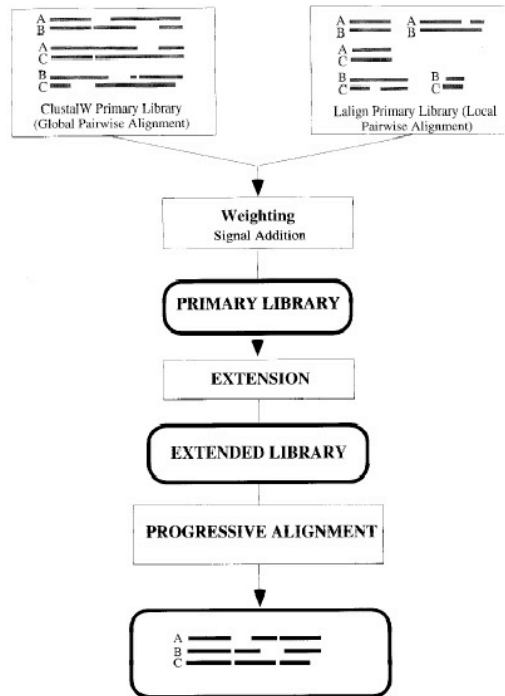 A
B
A
C
B
C
ClustalW Primary Library
(Global Pairwise Alignment)
A
B
A
B
A
C
B
C
B
C
Lalign Primary Library (Local
Pairwise Alignment)
Weighting
Signal Addition
PRIMARY LIBRARY
EXTENSION
EXTENDED LIBRARY
PROGRESSIVE ALIGNMENT
A
B
C